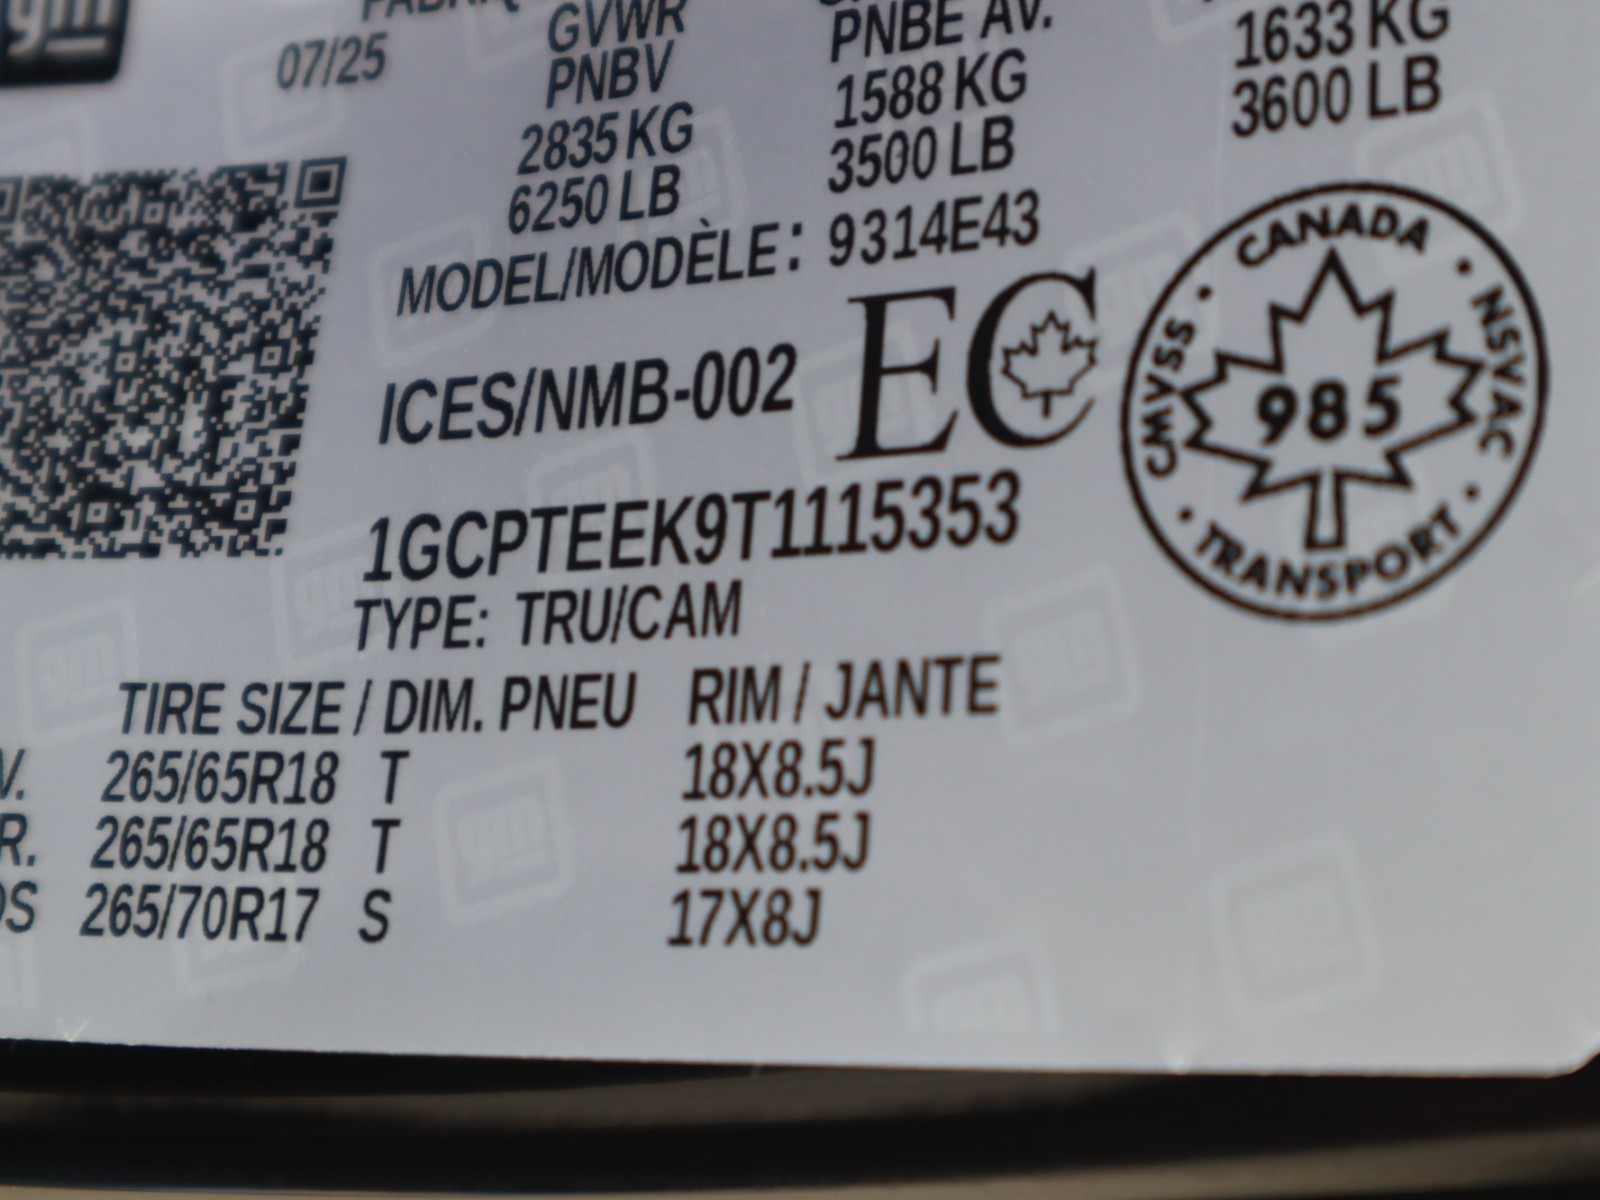 gm
07/25
GVWR
PNBV
2835 KG
6250 LB
PNBE AV.
1588 KG
3500 LB
1633 KG
3600 LB
MODEL/MODÈLE: 9314E43
ICES/NMB-002 EC
CANADA · NSVAC · TRANSPORT · CMVSS ·
985
1GCPTEEK9T1115353
TYPE: TRU/CAM
TIRE SIZE / DIM. PNEU RIM / JANTE
V. 265/65R18 T 18X8.5J
R. 265/65R18 T 18X8.5J
OS 265/70R17 S 17X8J